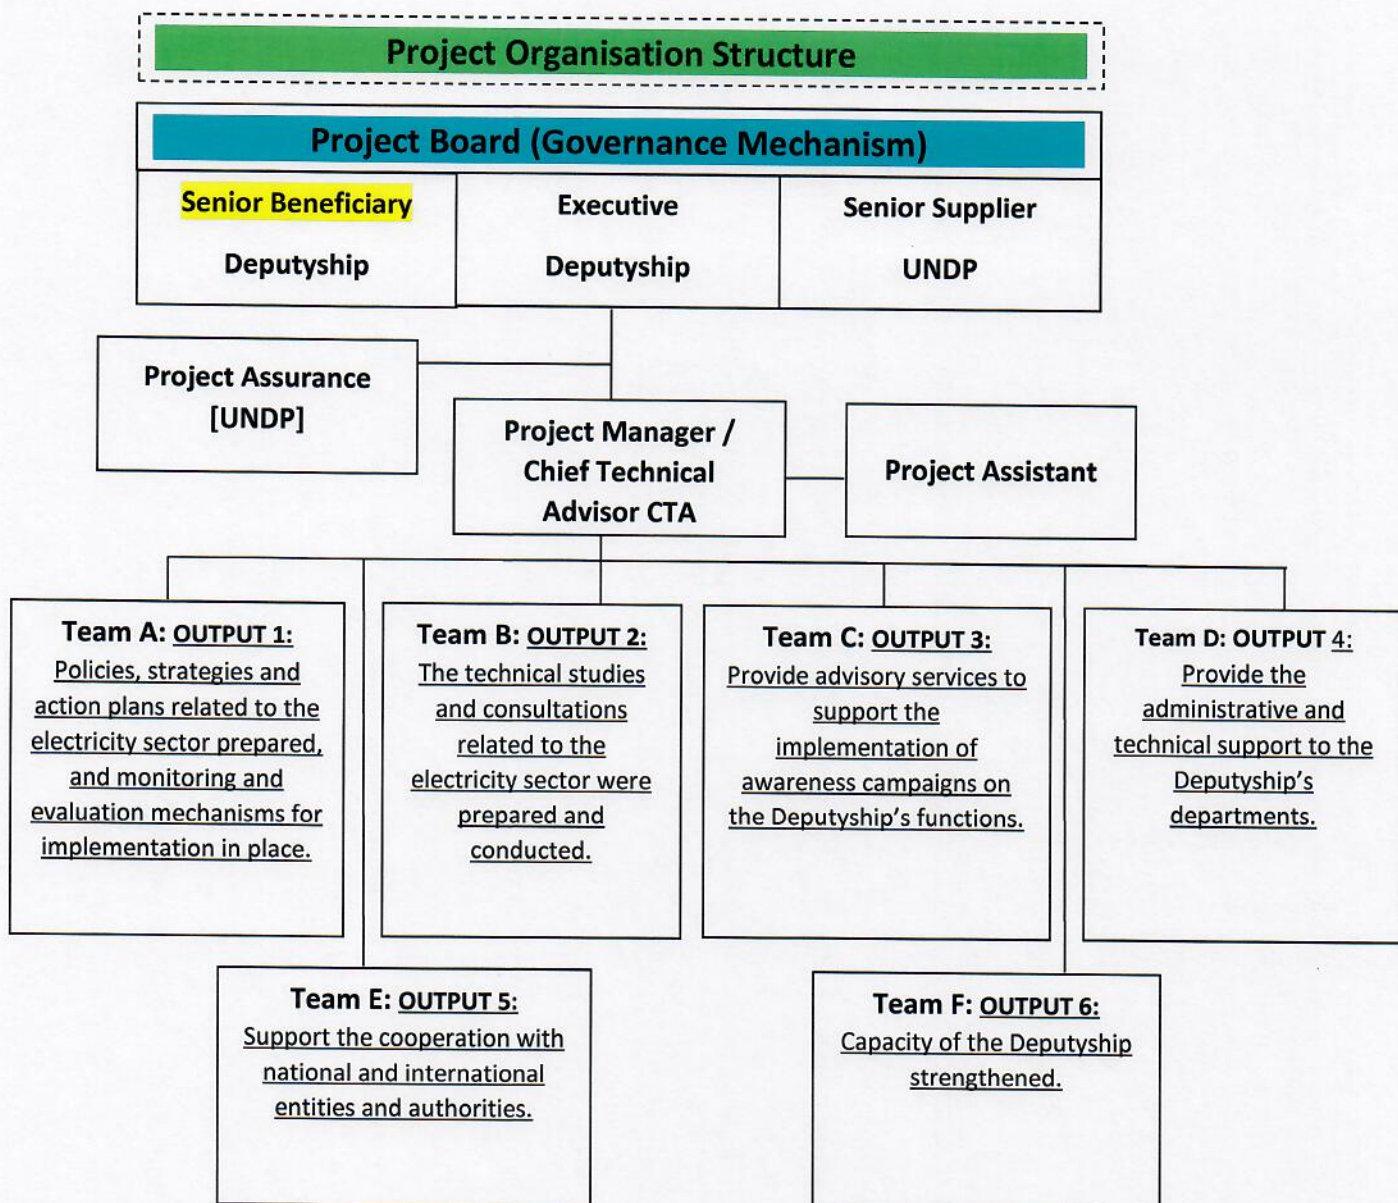 Project Organisation Structure
Project Board (Governance Mechanism)
Senior Beneficiary
Deputyship
Executive
Deputyship
Senior Supplier
UNDP
Project Assurance
[UNDP]
Project Manager /
Chief Technical
Advisor CTA
Project Assistant
Team A: OUTPUT 1:
Policies, strategies and
action plans related to the
electricity sector prepared,
and monitoring and
evaluation mechanisms for
implementation in place.
Team B: OUTPUT 2:
The technical studies
and consultations
related to the
electricity sector were
prepared and
conducted.
Team C: OUTPUT 3:
Provide advisory services to
support the
implementation of
awareness campaigns on
the Deputyship's functions.
Team D: OUTPUT 4:
Provide the
administrative and
technical support to the
Deputyship's
departments.
Team E: OUTPUT 5:
Support the cooperation with
national and international
entities and authorities.
Team F: OUTPUT 6:
Capacity of the Deputyship
strengthened.